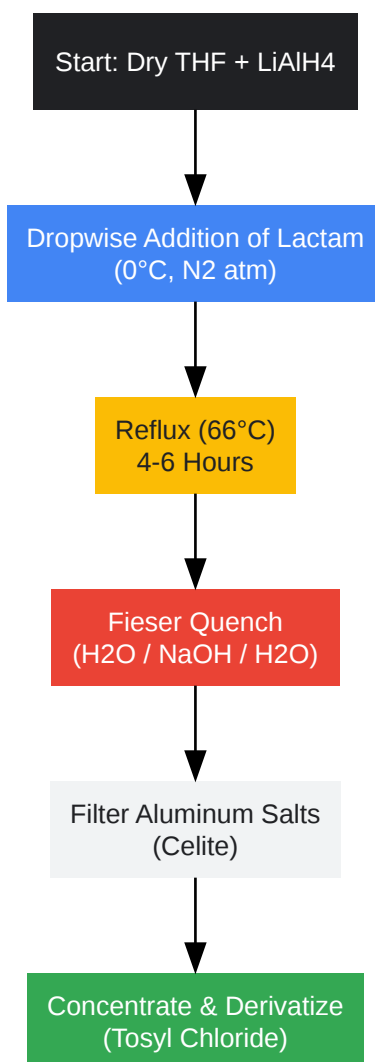 Start: Dry THF + LiAlH4
Dropwise Addition of Lactam
(0°C, N2 atm)
Reflux (66°C)
4-6 Hours
Fieser Quench
(H2O / NaOH / H2O)
Filter Aluminum Salts
(Celite)
Concentrate & Derivatize
(Tosyl Chloride)